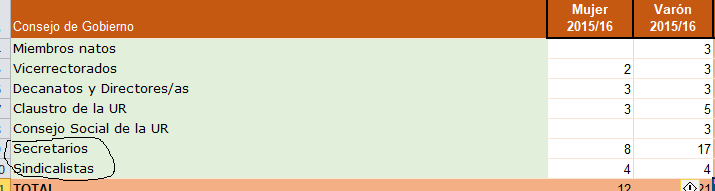 Mujer Varón
Consejo de Gobierno 2015/16 2015/16
Miembros natos 3
Vicerrectorados 2 3
Decanatos y Directores/as 3 3
Claustro de la UR 3 5
Consejo Social de la UR 3
Secretarios 8 17
Sindicalistas 4 4
TOTAL 12 21